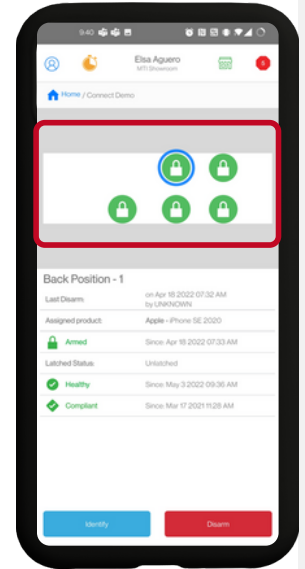 9:40
Elsa Aguero
MTI Showroom
6
Home / Connect Demo
Back Position - 1
Last Disarm:
on Apr 18 2022 07:32 AM
by UNKNOWN
Assigned product:
Apple - iPhone SE 2020
Armed
Since: Apr 18 2022 07:33 AM
Latched Status:
Unlatched
Healthy
Since: May 3 2022 09:36 AM
Compliant
Since: Mar 17 2021 11:28 AM
Identify
Disarm